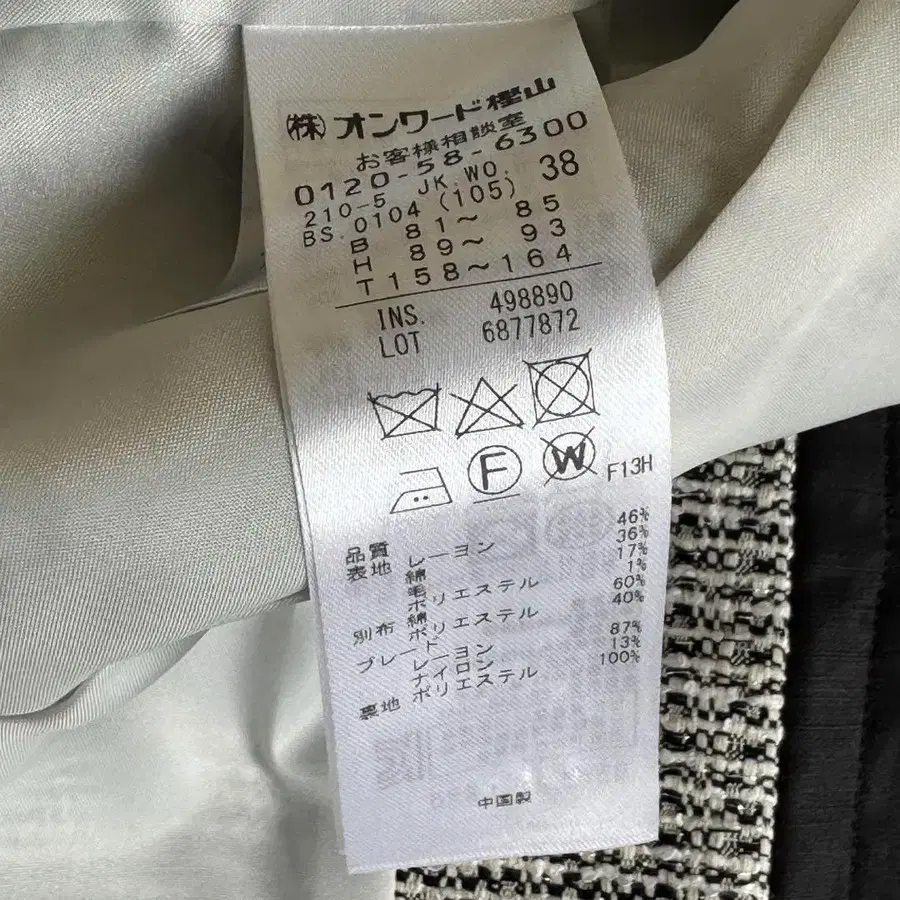 ㈱オンワード樫山
お客様相談室
0120-58-6300
210-5 JK.WO. 38
BS.0104 (105)
B 81～ 85
H 89～ 93
T158～164
INS. 498890
LOT 6877872
F W F13H
品質
表地 レーヨン 46%
綿 36%
毛 17%
ポリエステル 1%
別布 綿 60%
ポリエステル 40%
ブレード
レーヨン 87%
ナイロン 13%
裏地 ポリエステル 100%
中国製